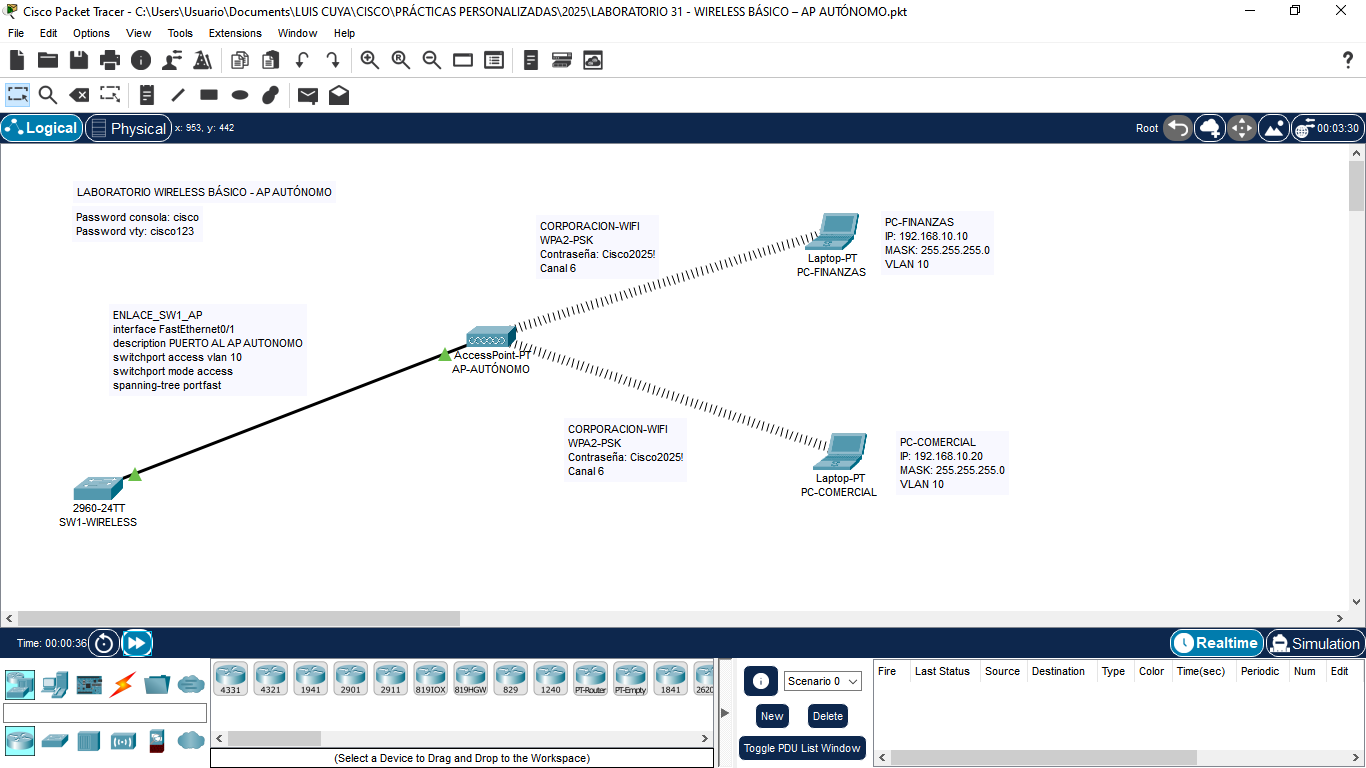 Cisco Packet Tracer - C:\Users\Usuario\Documents\LUIS CUYA\CISCO\PRÁCTICAS PERSONALIZADAS\2025\LABORATORIO 31 - WIRELESS BÁSICO – AP AUTÓNOMO.pkt
File Edit Options View Tools Extensions Window Help
Logical Physical x: 953, y: 442 Root 00:03:30
LABORATORIO WIRELESS BÁSICO - AP AUTÓNOMO
Password consola: cisco
Password vty: cisco123
CORPORACION-WIFI
WPA2-PSK
Contraseña: Cisco2025!
Canal 6
Laptop-PT
PC-FINANZAS
PC-FINANZAS
IP: 192.168.10.10
MASK: 255.255.255.0
VLAN 10
ENLACE_SW1_AP
interface FastEthernet0/1
description PUERTO AL AP AUTONOMO
switchport access vlan 10
switchport mode access
spanning-tree portfast
AccessPoint-PT
AP-AUTÓNOMO
CORPORACION-WIFI
WPA2-PSK
Contraseña: Cisco2025!
Canal 6
Laptop-PT
PC-COMERCIAL
PC-COMERCIAL
IP: 192.168.10.20
MASK: 255.255.255.0
VLAN 10
2960-24TT
SW1-WIRELESS
Time: 00:00:36 Realtime Simulation
4331 4321 1941 2901 2911 819IOX 819HGW 829 1240 PT-Router PT-Empty 1841 2620
(Select a Device to Drag and Drop to the Workspace)
Scenario 0
New Delete
Toggle PDU List Window
Fire Last Status Source Destination Type Color Time(sec) Periodic Num Edit